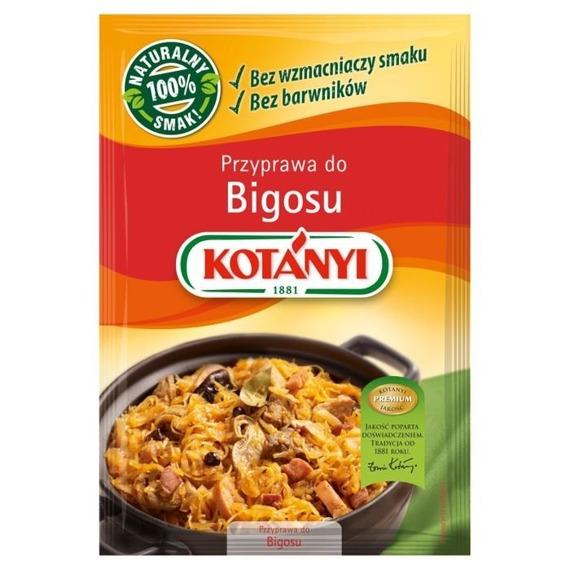 NATURALNY
100%
SMAK!
Bez wzmacniaczy smaku
Bez barwników
Przyprawa do
Bigosu
KOTÁNYI
1881
KOTÁNYI
PREMIUM
JAKOŚĆ
JAKOŚĆ POPARTA
DOŚWIADCZENIEM.
TRADYCJA OD
1881 ROKU.
Przyprawa do
Bigosu